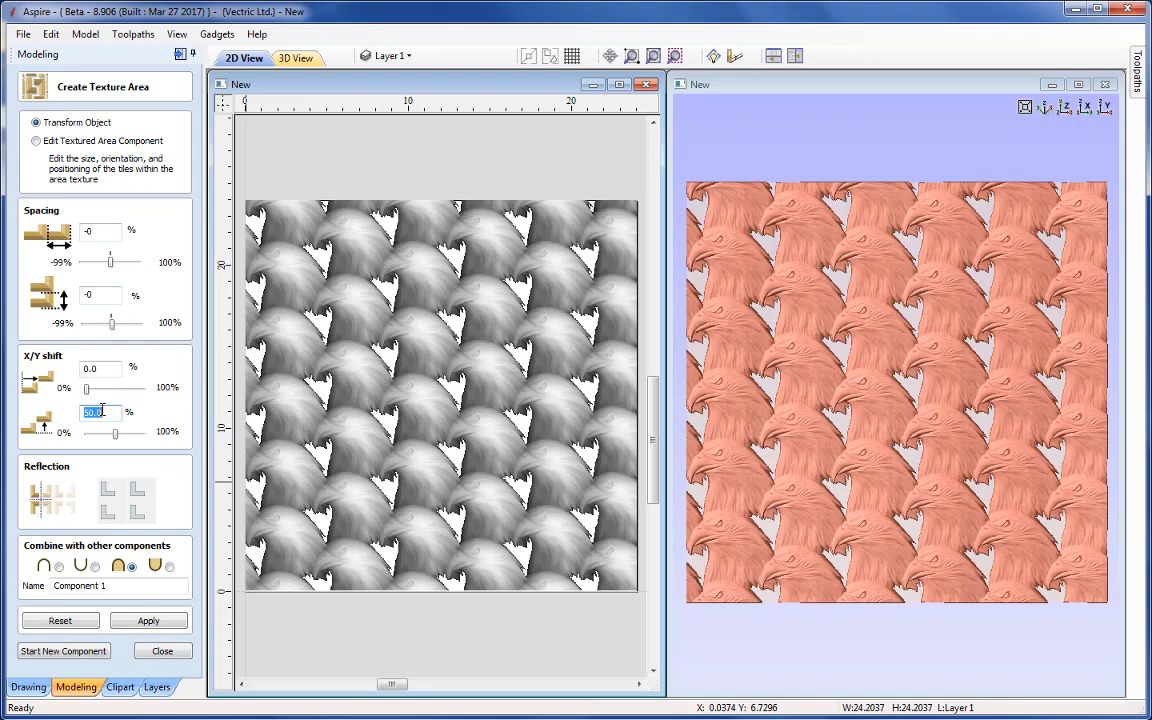 Aspire - { Beta - 8.906 (Built : Mar 27 2017) } - {Vectric Ltd.} - New
File Edit Model Toolpaths View Gadgets Help
Modeling
2D View
3D View
Layer1
Toolpaths
Create Texture Area
Transform Object
Edit Textured Area Component
Edit the size, orientation, and
positioning of the tiles within the
area texture
Spacing
-0 %
-99% 100%
-0 %
-99% 100%
X/Y shift
0.0 %
0% 100%
50.0 %
0% 100%
Reflection
Combine with other components
Name Component 1
Reset Apply
Start New Component Close
Drawing Modeling Clipart Layers
New
0 10 20
20
10
0
New
Z X Y
Ready
X: 0.0374 Y: 6.7296
W:24.2037 H:24.2037 L:Layer 1